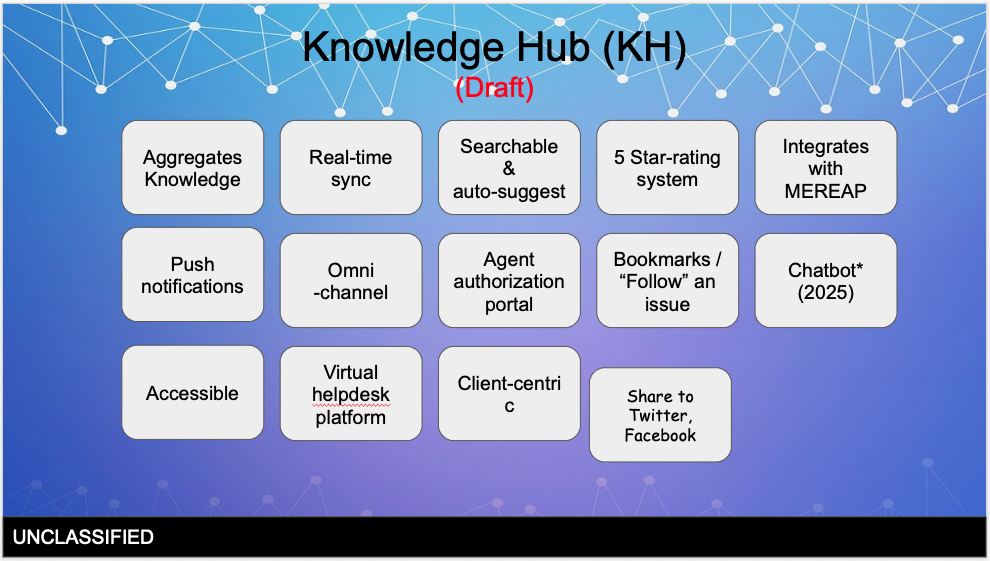 Knowledge Hub (KH)
(Draft)
Aggregates
Knowledge
Real-time
sync
Searchable
&
auto-suggest
5 Star-rating
system
Integrates
with
MEREAP
Push
notifications
Omni
-channel
Agent
authorization
portal
Bookmarks /
“Follow” an
issue
Chatbot*
(2025)
Accessible
Virtual
helpdesk
platform
Client-centri
c
Share to
Twitter,
Facebook
UNCLASSIFIED